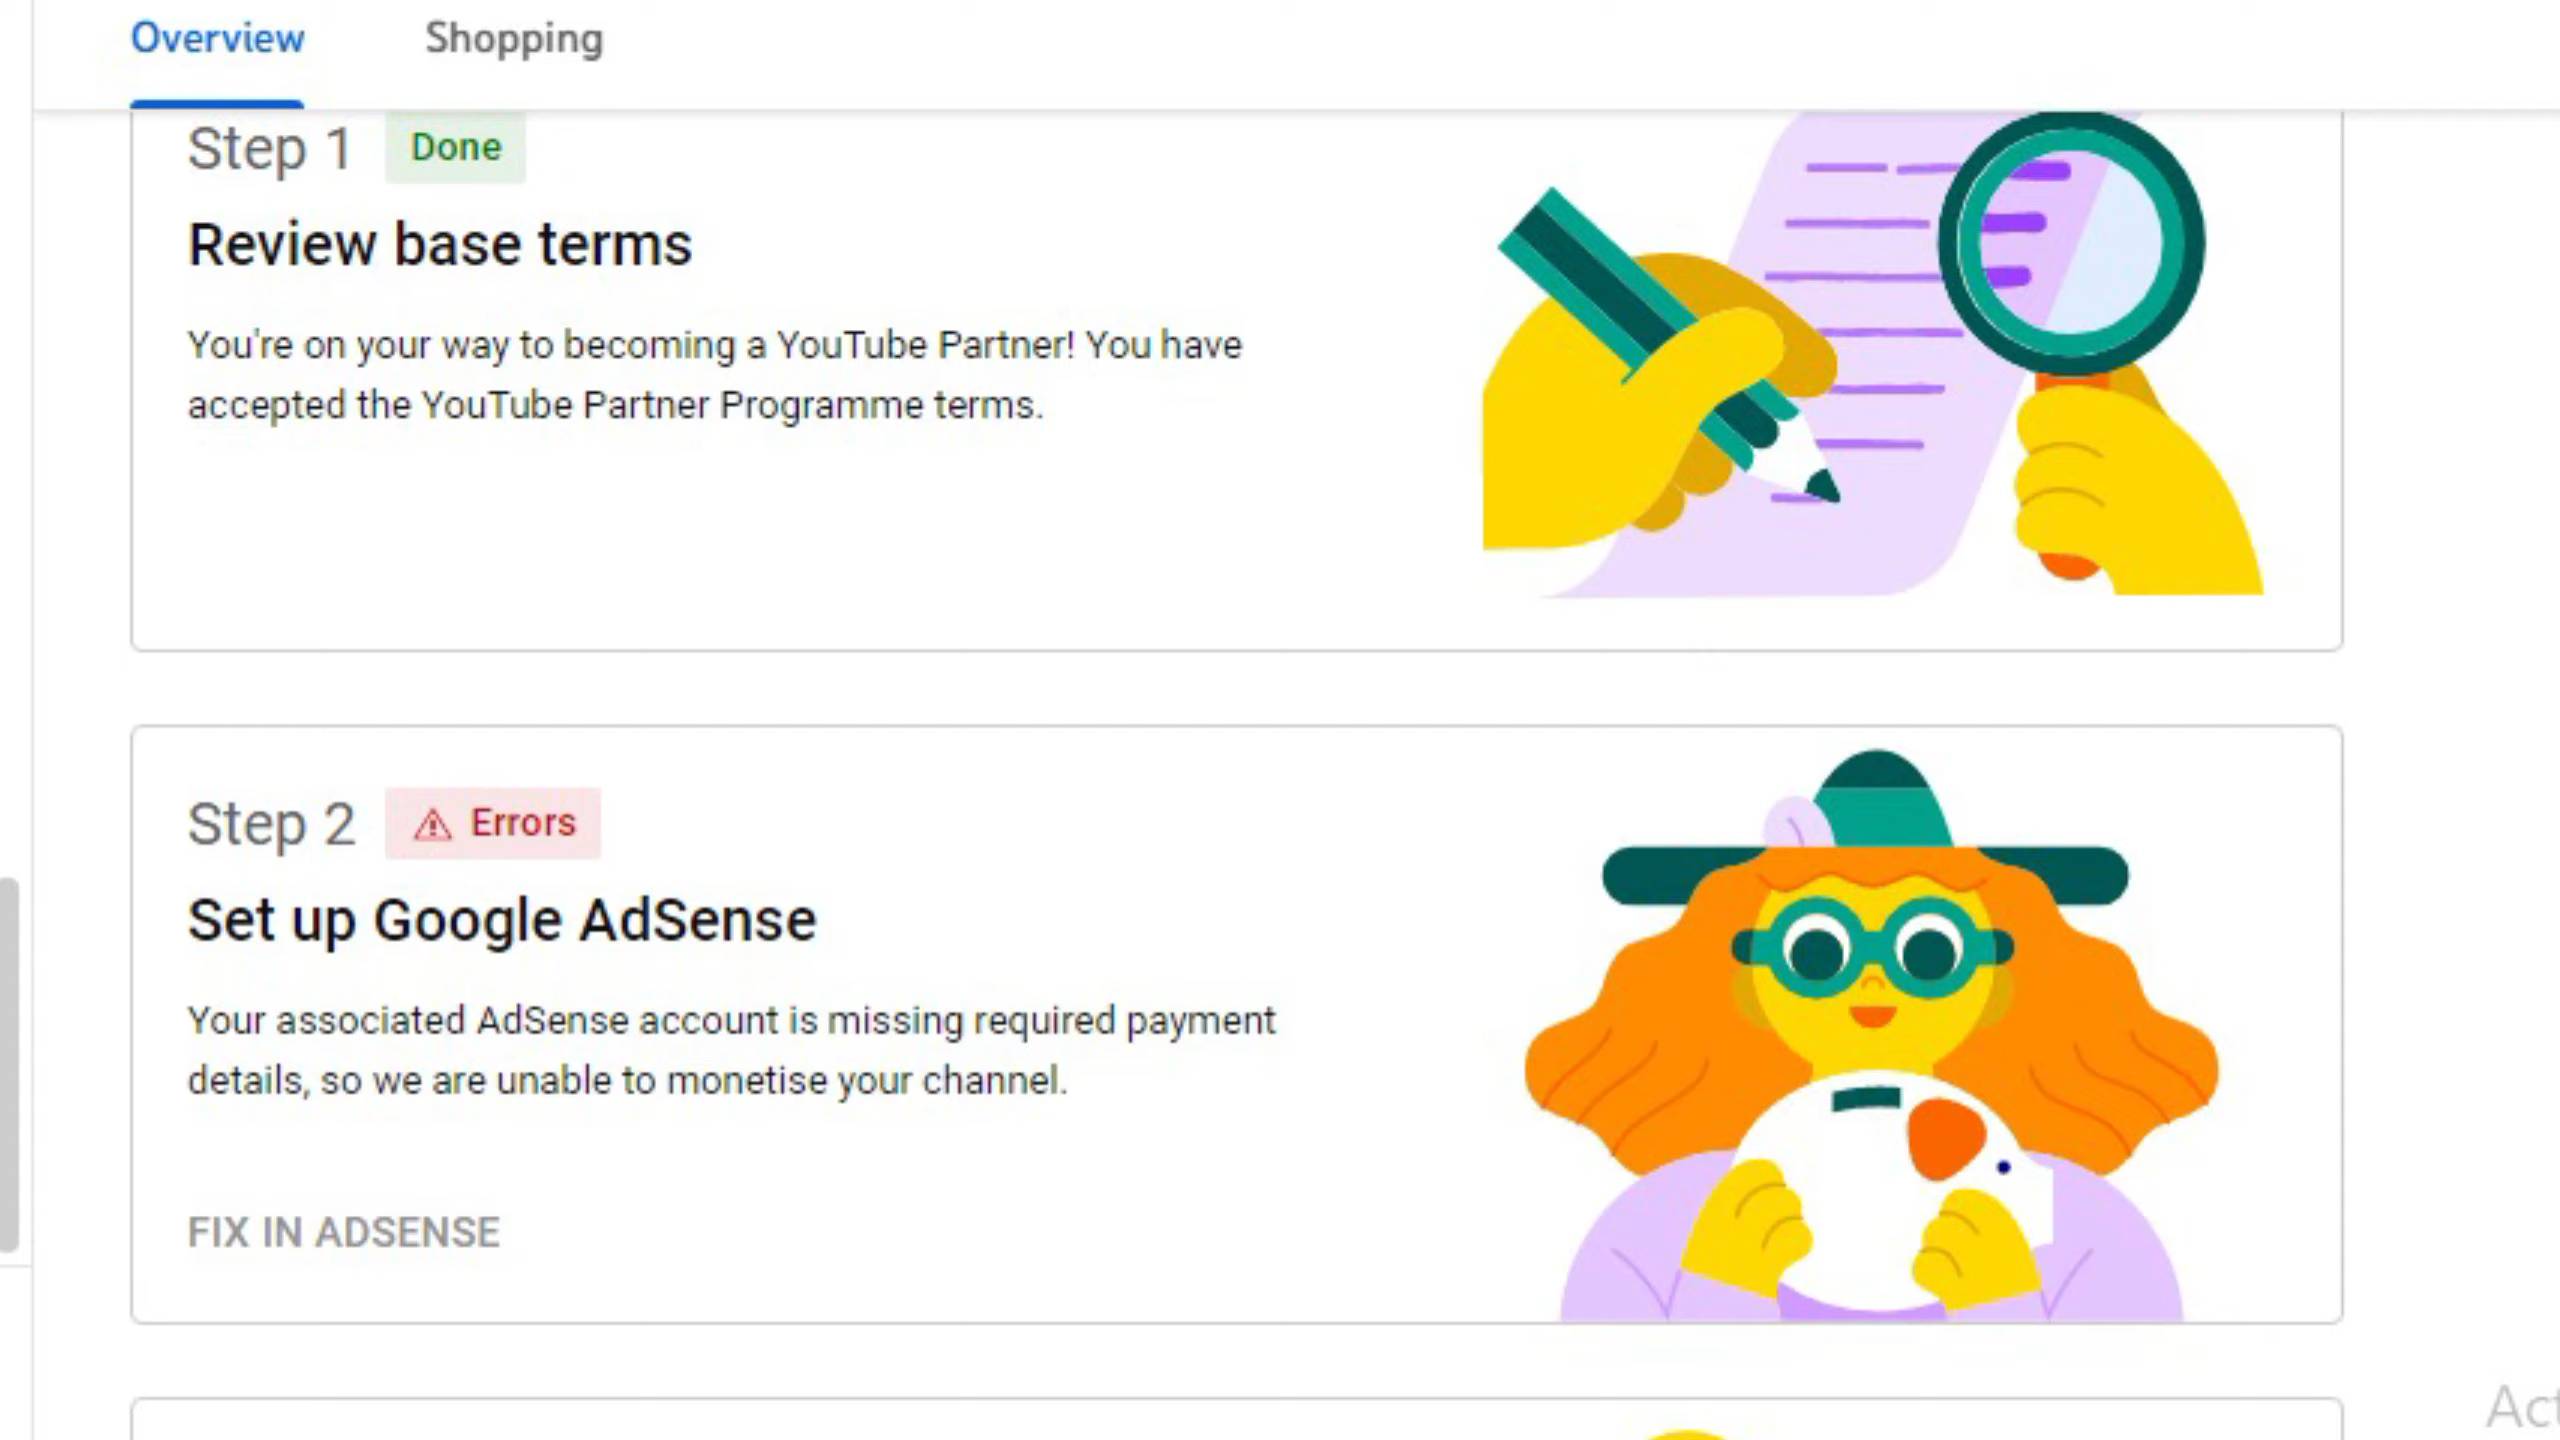 Overview Shopping
Step 1 Done
Review base terms
You're on your way to becoming a YouTube Partner! You have
accepted the YouTube Partner Programme terms.
Step 2 Errors
Set up Google AdSense
Your associated AdSense account is missing required payment
details, so we are unable to monetise your channel.
FIX IN ADSENSE